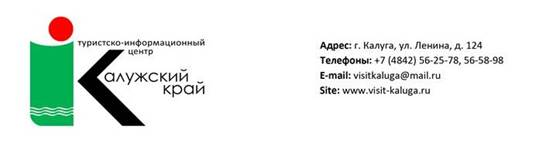 туристско-информационный
центр
Калужский
край
Адрес: г. Калуга, ул. Ленина, д. 124
Телефоны: +7 (4842) 56-25-78, 56-58-98
E-mail: visitkaluga@mail.ru
Site: www.visit-kaluga.ru